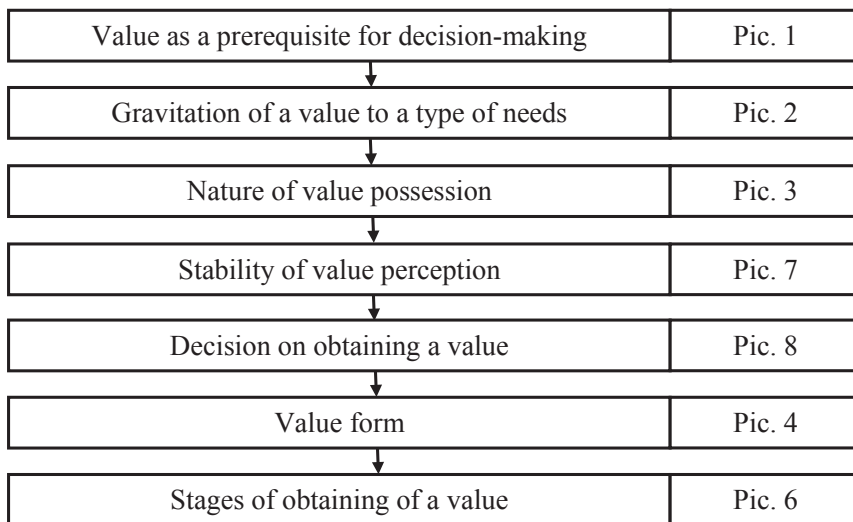 Value as a prerequisite for decision-making Pic. 1
Gravitation of a value to a type of needs Pic. 2
Nature of value possession Pic. 3
Stability of value perception Pic. 7
Decision on obtaining a value Pic. 8
Value form Pic. 4
Stages of obtaining of a value Pic. 6